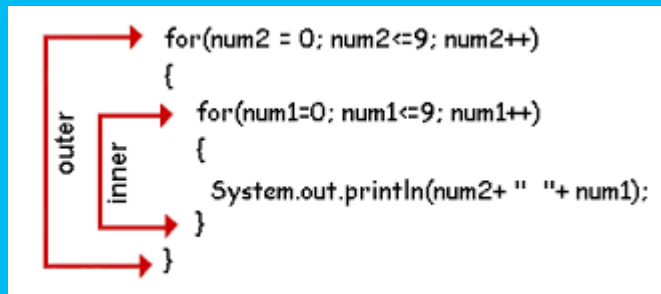 for(num2 = 0; num2<=9; num2++)
{
for(num1=0; num1<=9; num1++)
{
System.out.println(num2+ "  "+ num1);
}
}
outer
inner